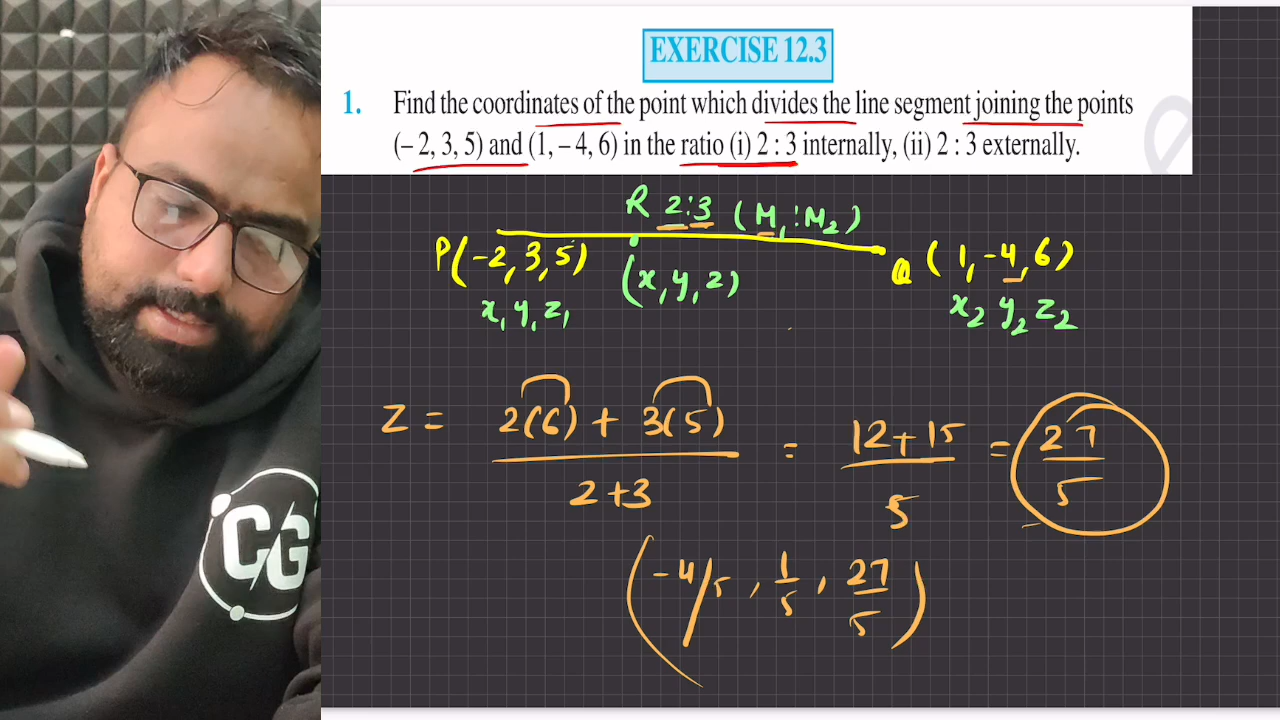 EXERCISE 12.3
1. Find the coordinates of the point which divides the line segment joining the points
(– 2, 3, 5) and (1, – 4, 6) in the ratio (i) 2 : 3 internally, (ii) 2 : 3 externally.
R 2:3 (M₁:M₂)
P(-2, 3, 5) (x, y, z) Q (1, -4, 6)
x₁ y₁ z₁ x₂ y₂ z₂
Z = 2(6) + 3(5) / 2+3 = 12+15 / 5 = 27/5
(-4/5, 1/5, 27/5)
CG